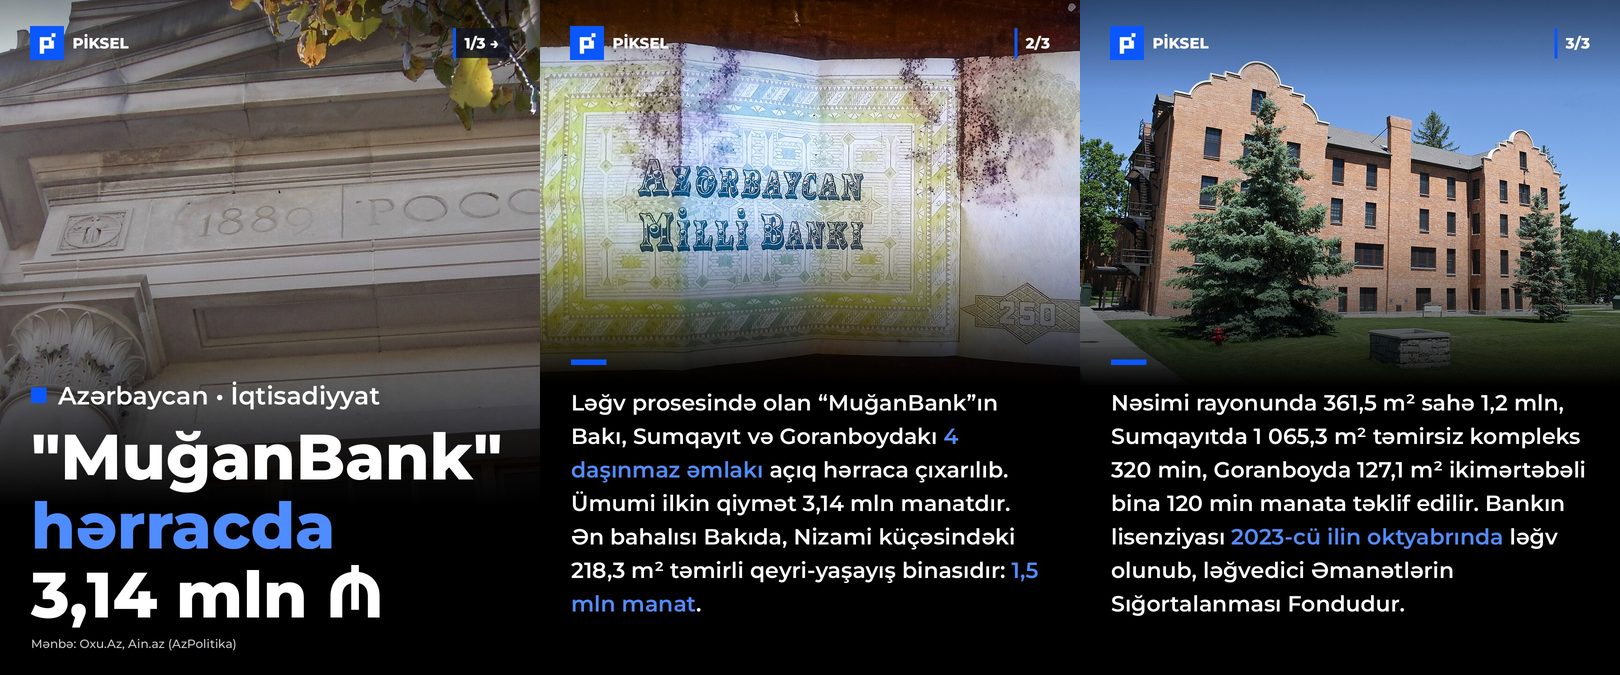 PİKSEL
1/3 →
1889
POCO
Azərbaycan • İqtisadiyyat
"MuğanBank"
hərracda
3,14 mln ₼
Mənbə: Oxu.Az, Ain.az (AzPolitika)
PİKSEL
2/3
AZƏRBAYCAN
MİLLİ BANKI
250
Ləğv prosesində olan “MuğanBank”ın
Bakı, Sumqayıt və Goranboydakı 4
daşınmaz əmlakı açıq hərraca çıxarılıb.
Ümumi ilkin qiymət 3,14 mln manatdır.
Ən bahalısı Bakıda, Nizami küçəsindəki
218,3 m² təmirli qeyri-yaşayış binasıdır: 1,5
mln manat.
PİKSEL
3/3
Nəsimi rayonunda 361,5 m² sahə 1,2 mln,
Sumqayıtda 1 065,3 m² təmirsiz kompleks
320 min, Goranboyda 127,1 m² ikimərtəbəli
bina 120 min manata təklif edilir. Bankın
lisenziyası 2023-cü ilin oktyabrında ləğv
olunub, ləğvedici Əmanətlərin
Sığortalanması Fondudur.